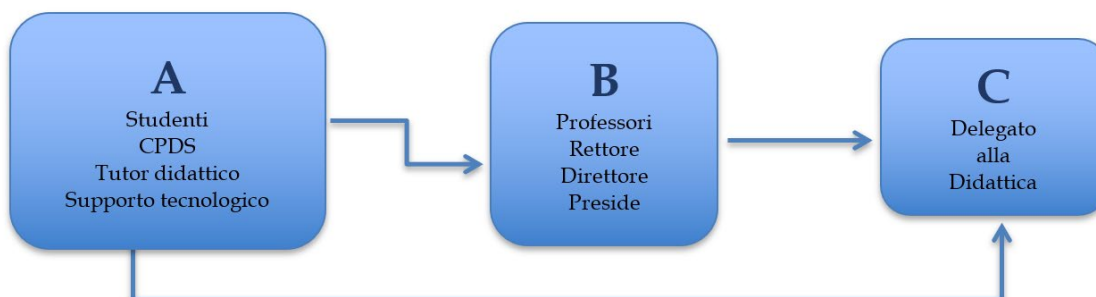 A
Studenti
CPDS
Tutor didattico
Supporto tecnologico
B
Professori
Rettore
Direttore
Preside
C
Delegato
alla
Didattica